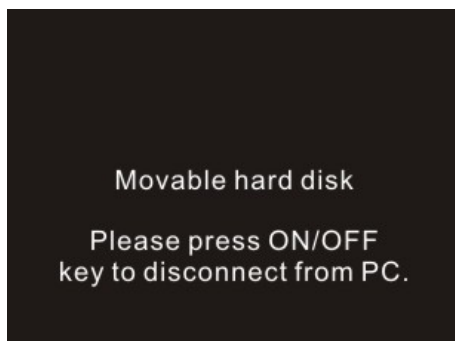 Movable hard disk
Please press ON/OFF
key to disconnect from PC.